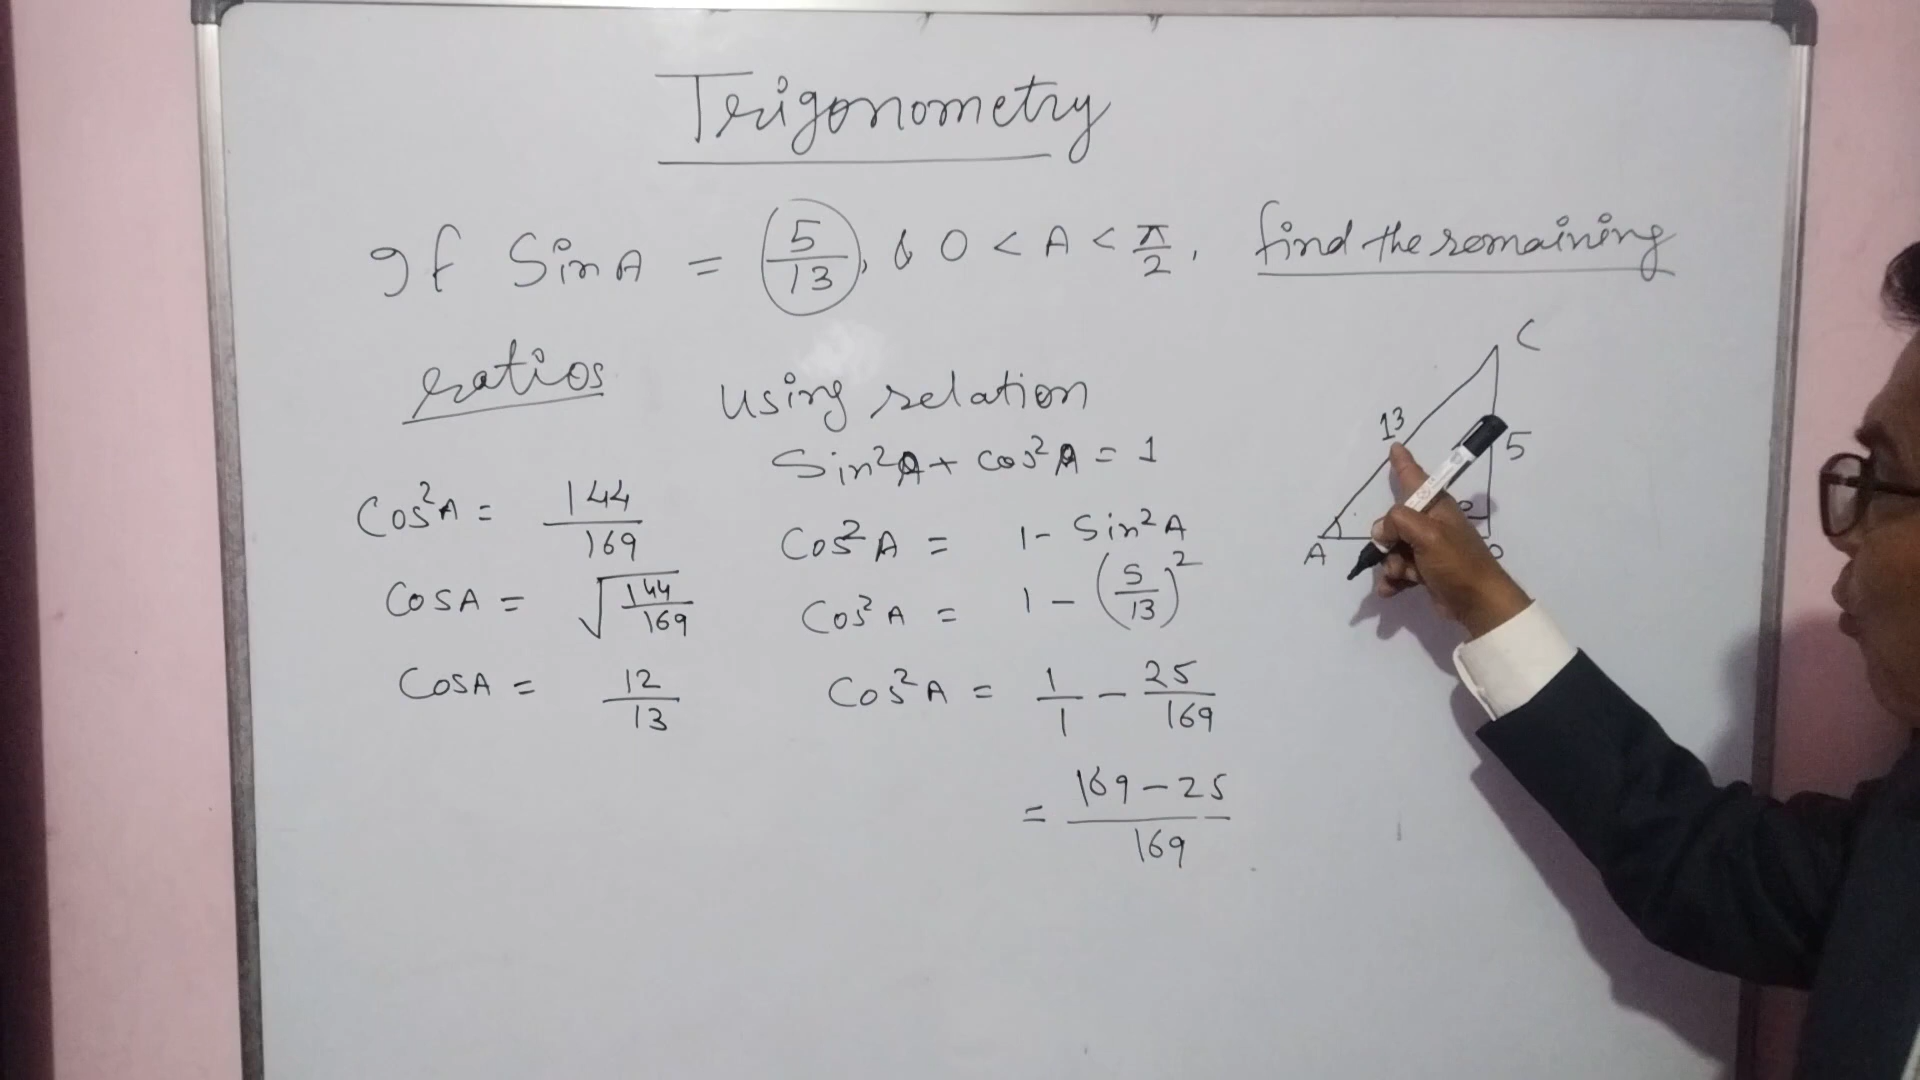 Trigonometry
If Sin A = 5/13, & 0 < A < π/2, find the remaining
ratios
using relation
Sin²A + cos²A = 1
Cos²A = 1 - Sin²A
Cos²A = 1 - (5/13)²
Cos²A = 1/1 - 25/169
= 169 - 25 / 169
Cos²A = 144/169
CosA = √144/169
CosA = 12/13
C
13
5
A